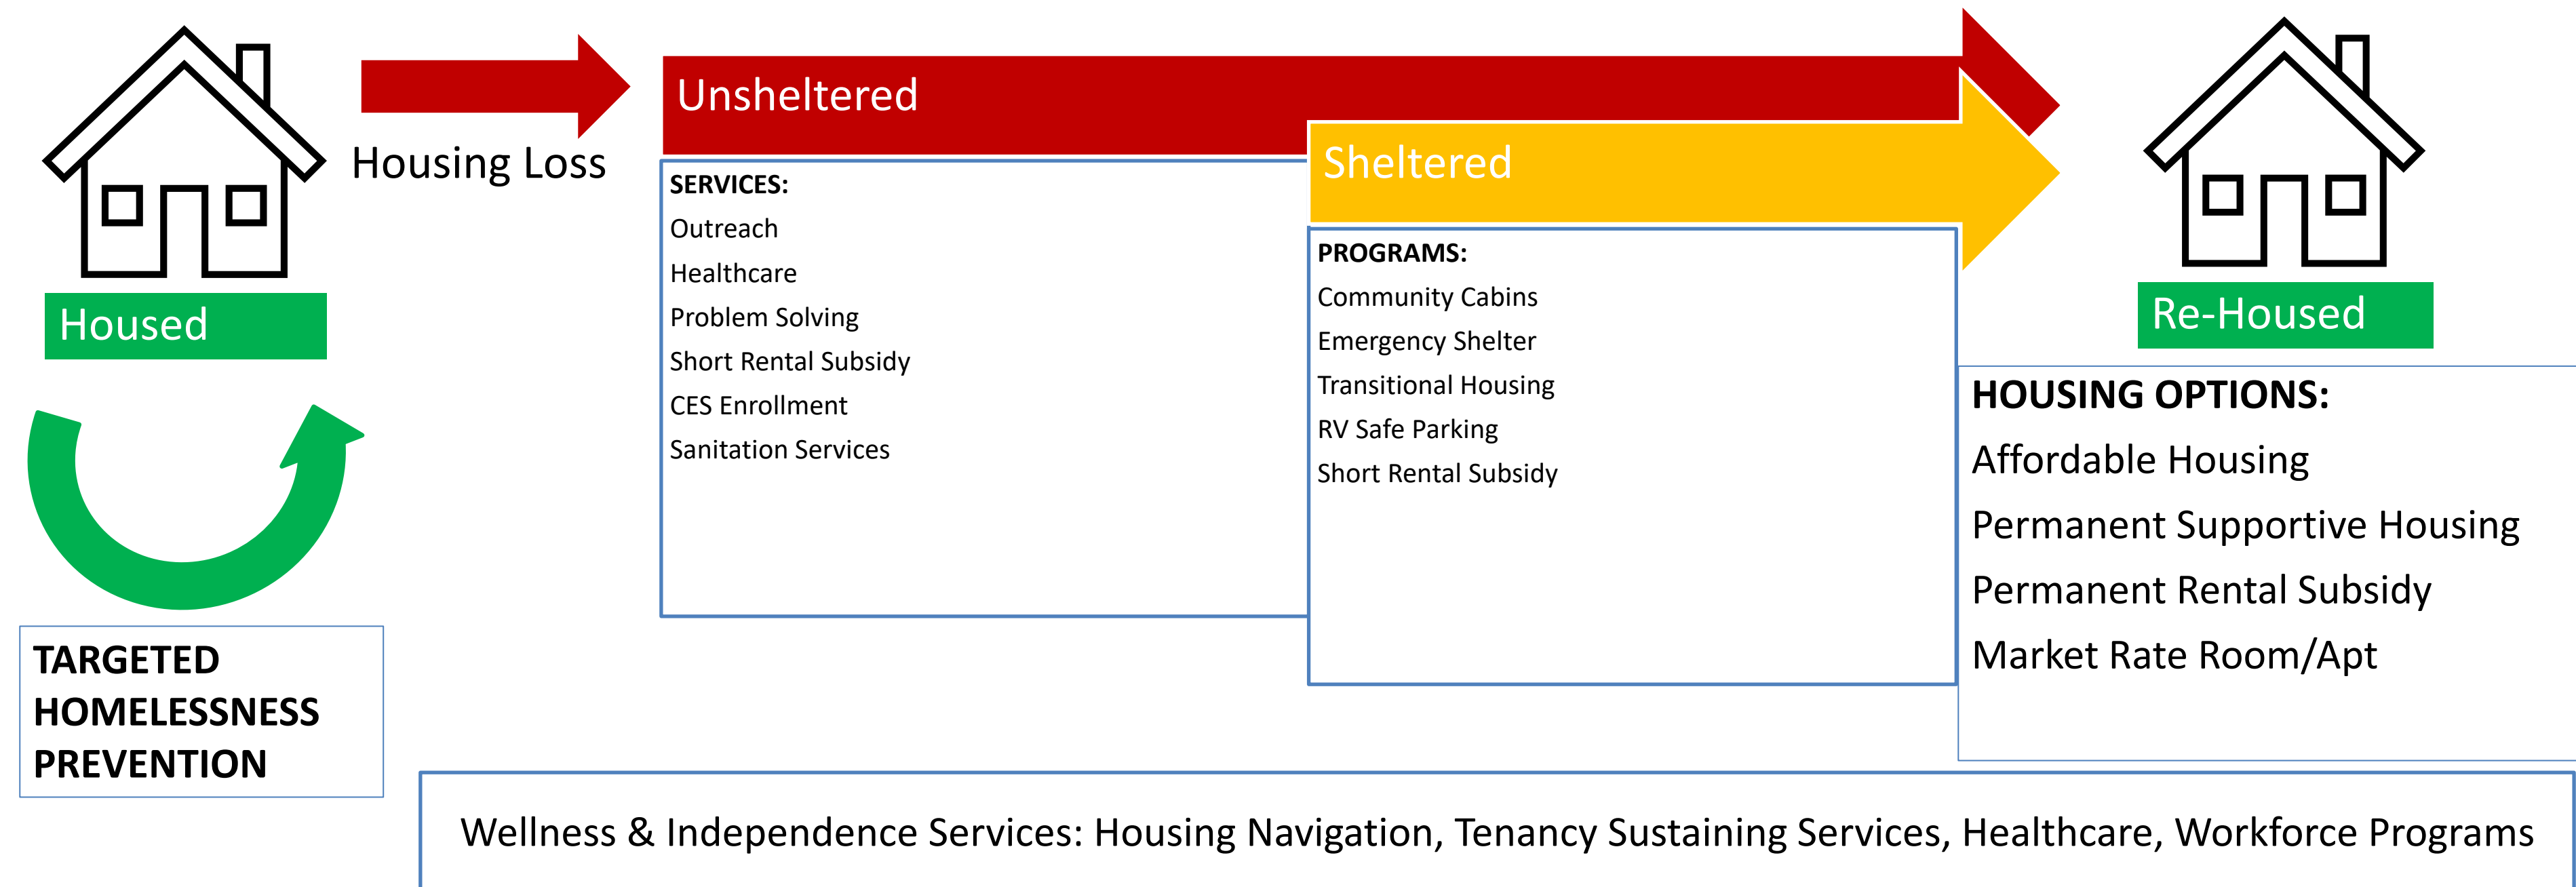 Housed
TARGETED
HOMELESSNESS
PREVENTION
Housing Loss
Unsheltered
SERVICES:
Outreach
Healthcare
Problem Solving
Short Rental Subsidy
CES Enrollment
Sanitation Services
Sheltered
PROGRAMS:
Community Cabins
Emergency Shelter
Transitional Housing
RV Safe Parking
Short Rental Subsidy
Re-Housed
HOUSING OPTIONS:
Affordable Housing
Permanent Supportive Housing
Permanent Rental Subsidy
Market Rate Room/Apt
Wellness & Independence Services: Housing Navigation, Tenancy Sustaining Services, Healthcare, Workforce Programs